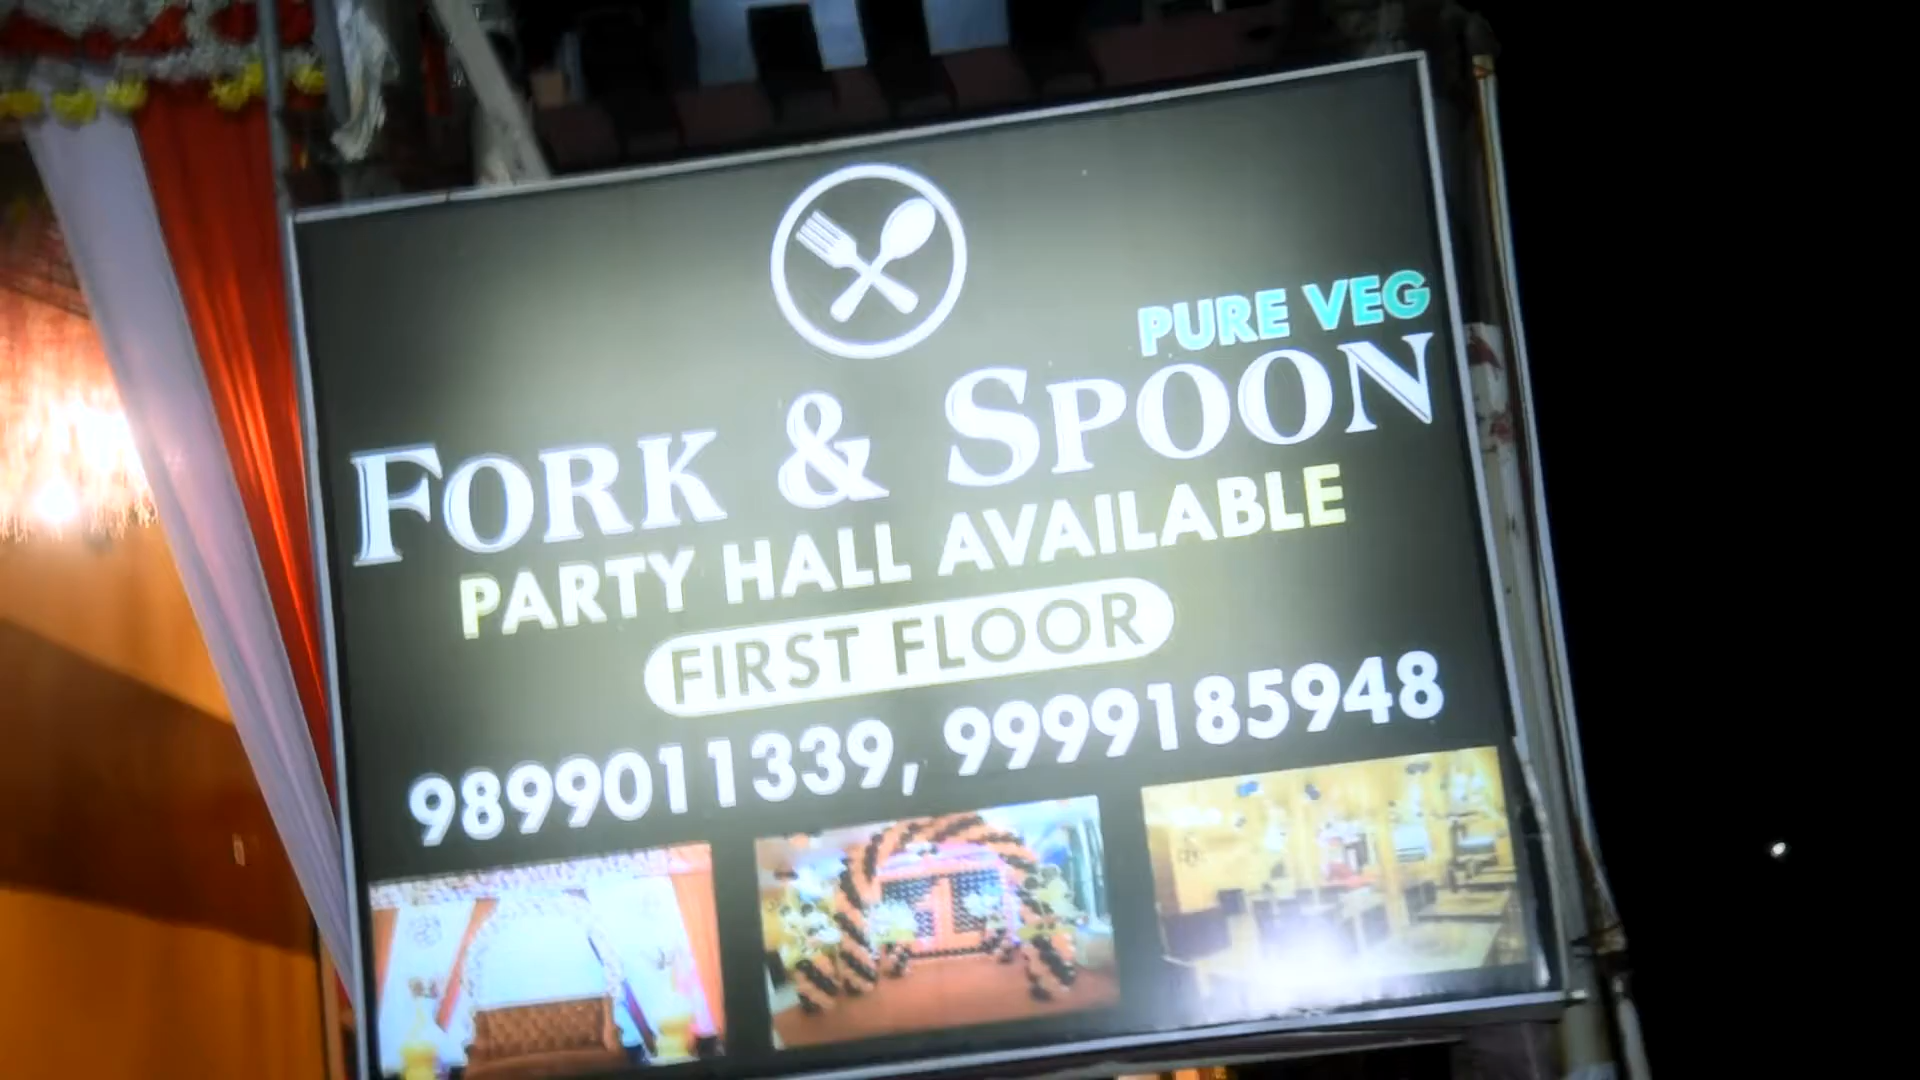 PURE VEG
FORK & SPOON
PARTY HALL AVAILABLE
FIRST FLOOR
9899011339, 9999185948